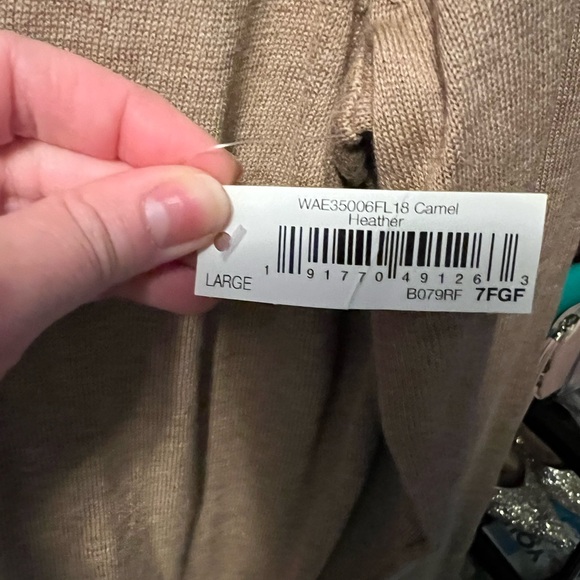 WAE35006FL18 Camel
Heather
1 91770 49126 3
LARGE
B079RF 7FGF